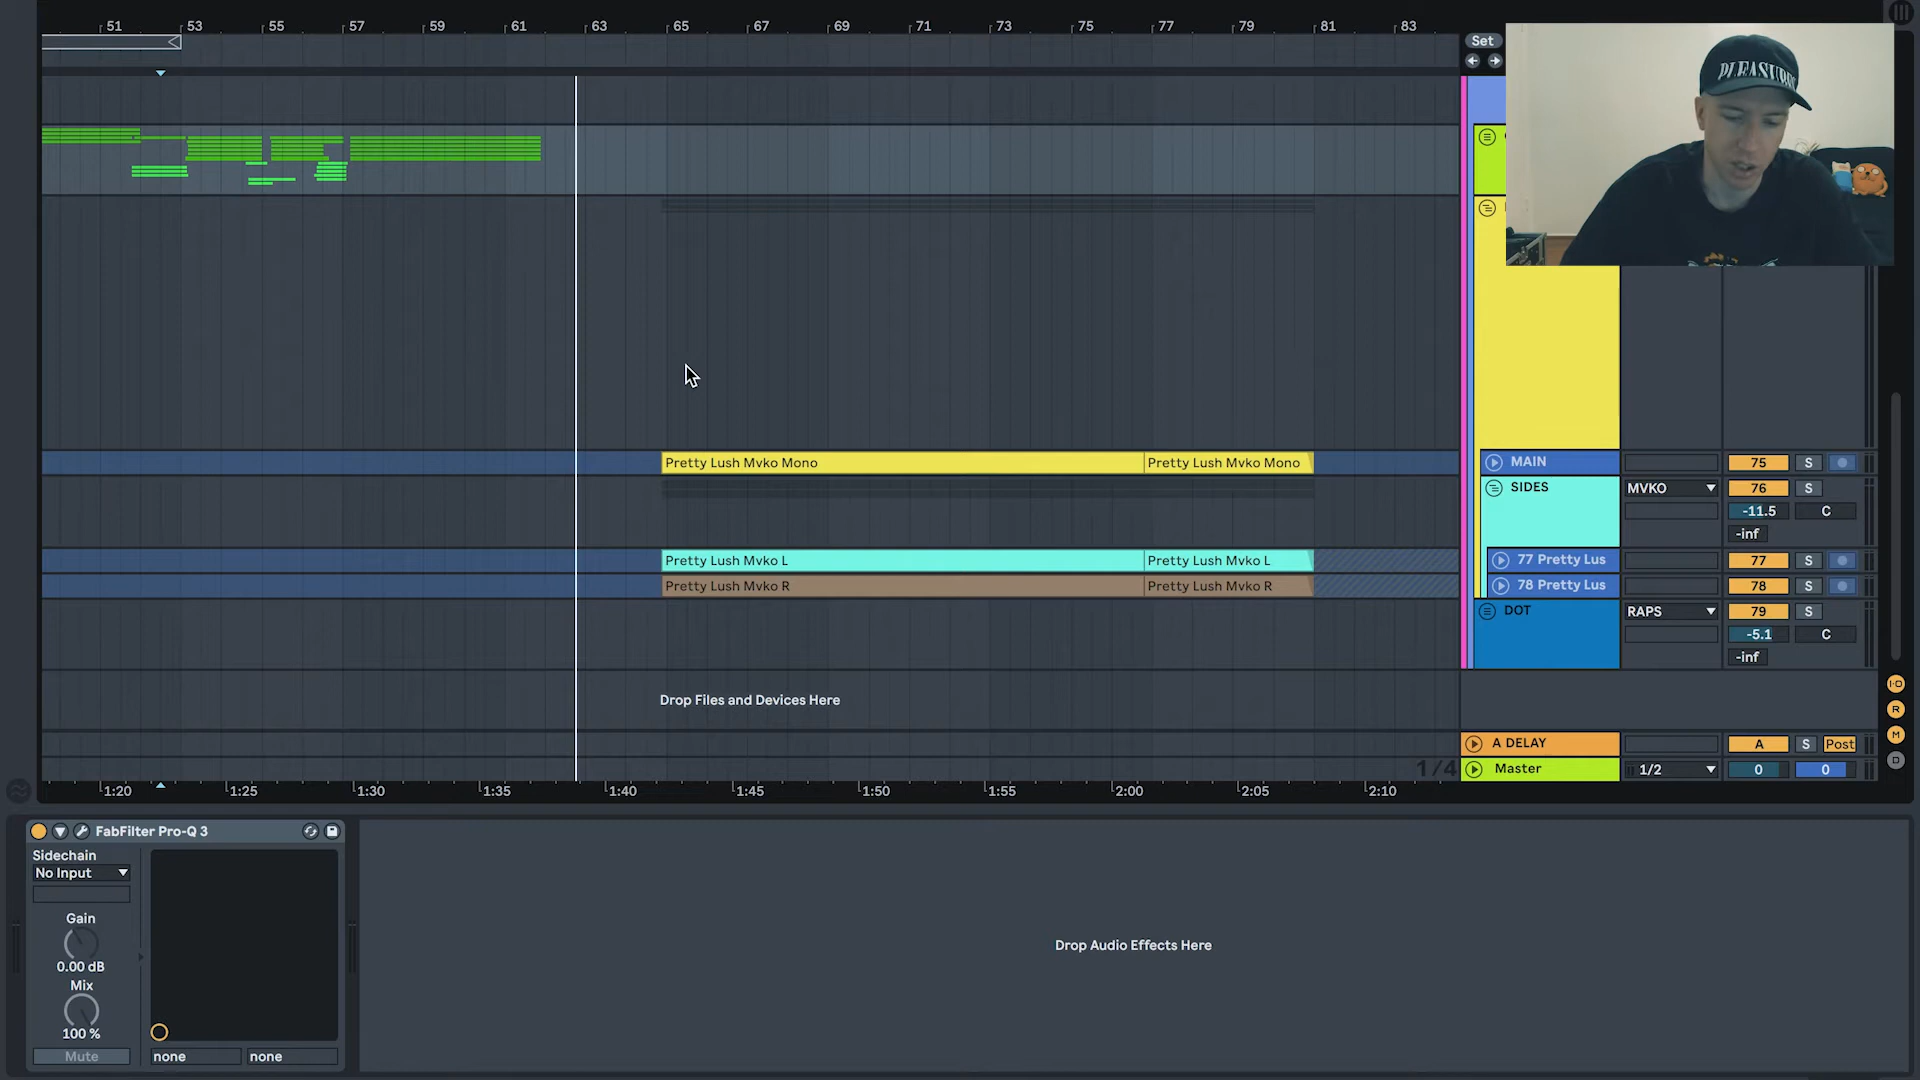 51 53 55 57 59 61 63 65 67 69 71 73 75 77 79 81 83
Set
PLEASURES
Pretty Lush Mvko Mono Pretty Lush Mvko Mono
MAIN 75 S
SIDES MVKO 76 S
-11.5 C
-inf
Pretty Lush Mvko L Pretty Lush Mvko L
77 Pretty Lus 77 S
Pretty Lush Mvko R Pretty Lush Mvko R
78 Pretty Lus 78 S
DOT RAPS 79 S
-5.1 C
-inf
I·O
Drop Files and Devices Here
R
M
A DELAY A S Post
D
1/4 Master 1/2 0 0
1:20 1:25 1:30 1:35 1:40 1:45 1:50 1:55 2:00 2:05 2:10
FabFilter Pro-Q 3
Sidechain
No Input
Gain
0.00 dB
Mix
100 %
Mute none none
Drop Audio Effects Here